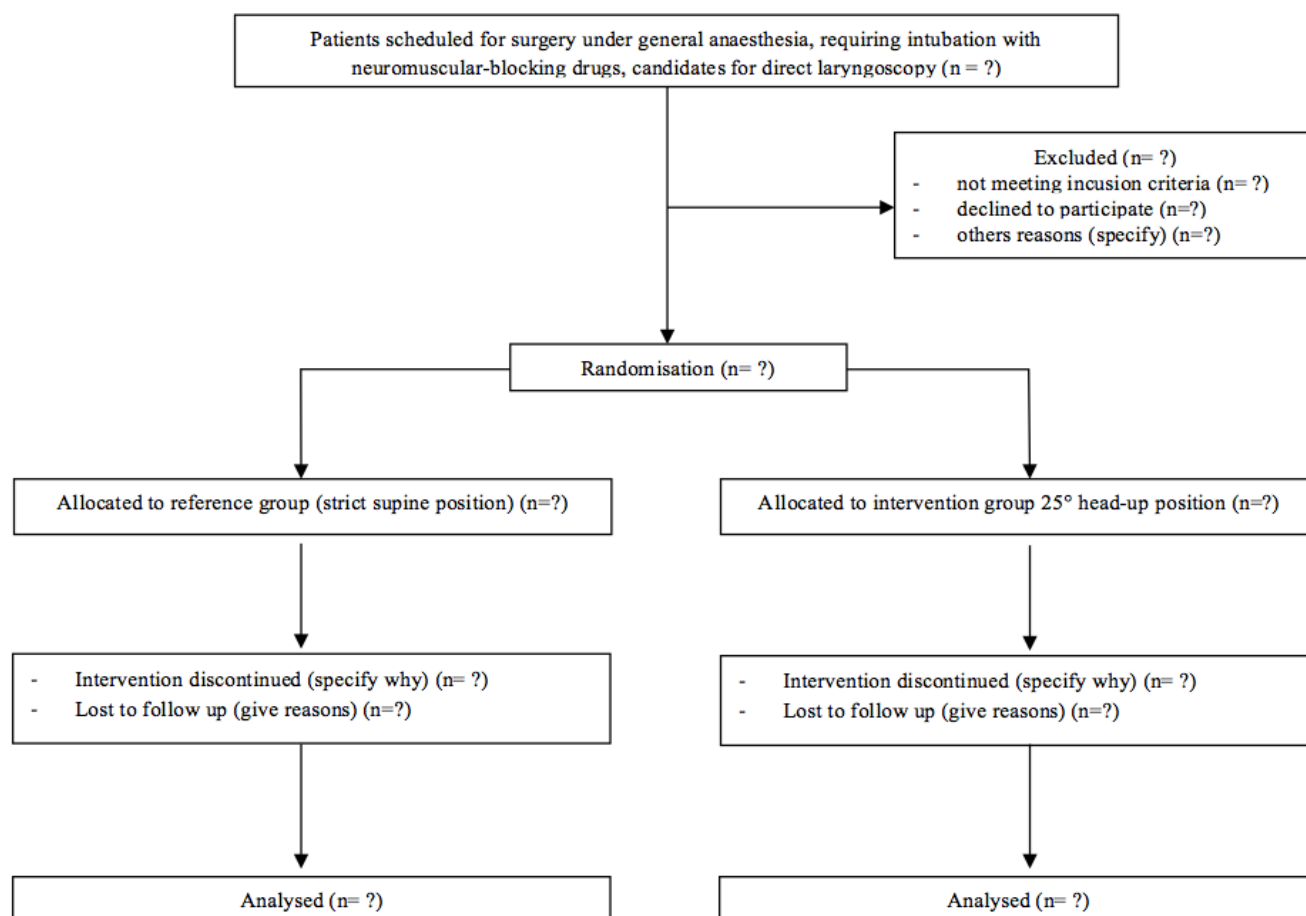 Patients scheduled for surgery under general anaesthesia, requiring intubation with
neuromuscular-blocking drugs, candidates for direct laryngoscopy (n = ?)
Excluded (n= ?)
- not meeting incusion criteria (n= ?)
- declined to participate (n=?)
- others reasons (specify) (n=?)
Randomisation (n= ?)
Allocated to reference group (strict supine position) (n=?)
Allocated to intervention group 25° head-up position (n=?)
- Intervention discontinued (specify why) (n= ?)
- Lost to follow up (give reasons) (n=?)
- Intervention discontinued (specify why) (n= ?)
- Lost to follow up (give reasons) (n=?)
Analysed (n= ?)
Analysed (n= ?)